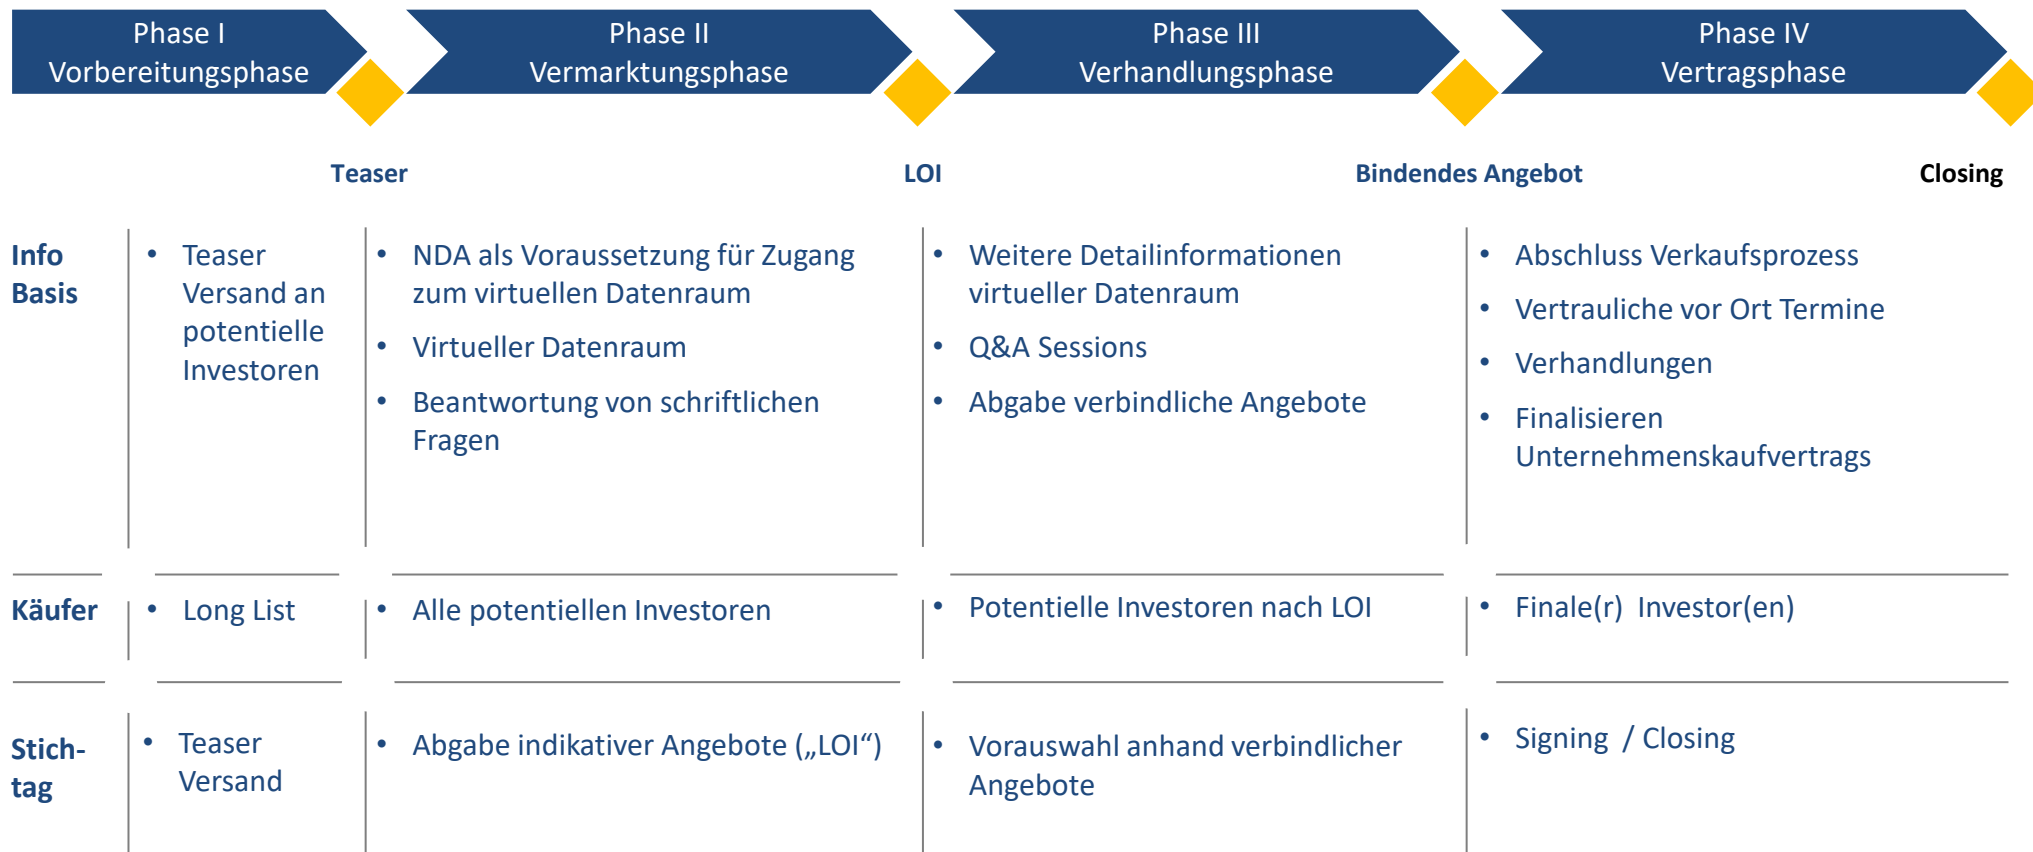 Phase I
Vorbereitungsphase
Phase II
Vermarktungsphase
Phase III
Verhandlungsphase
Phase IV
Vertragsphase
Teaser
LOI
Bindendes Angebot
Closing
Info
Basis
• Teaser
Versand an
potentielle
Investoren
• NDA als Voraussetzung für Zugang
zum virtuellen Datenraum
• Virtueller Datenraum
• Beantwortung von schriftlichen
Fragen
• Weitere Detailinformationen
virtueller Datenraum
• Q&A Sessions
• Abgabe verbindliche Angebote
• Abschluss Verkaufsprozess
• Vertrauliche vor Ort Termine
• Verhandlungen
• Finalisieren
Unternehmenskaufvertrags
Käufer
• Long List
• Alle potentiellen Investoren
• Potentielle Investoren nach LOI
• Finale(r) Investor(en)
Stich-
tag
• Teaser
Versand
• Abgabe indikativer Angebote („LOI“)
• Vorauswahl anhand verbindlicher
Angebote
• Signing / Closing